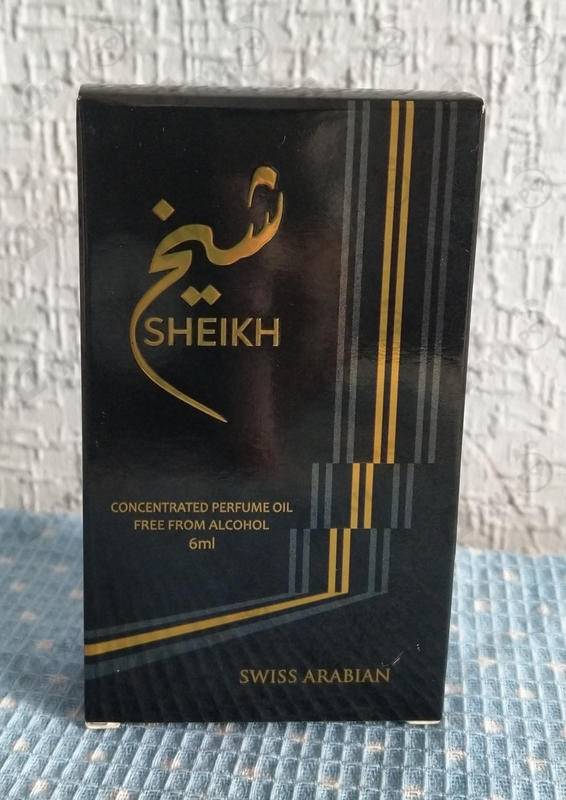 شيخ
SHEIKH
CONCENTRATED PERFUME OIL
FREE FROM ALCOHOL
6ml
SWISS ARABIAN